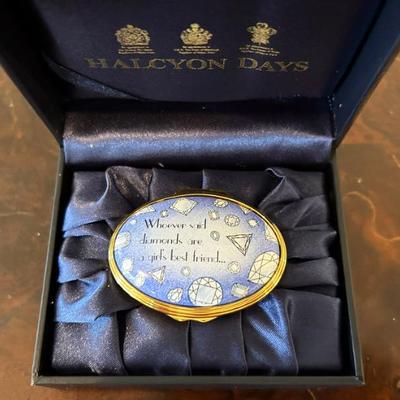 HALCYON DAYS
Whoever said
diamonds are
a girl's best friend...